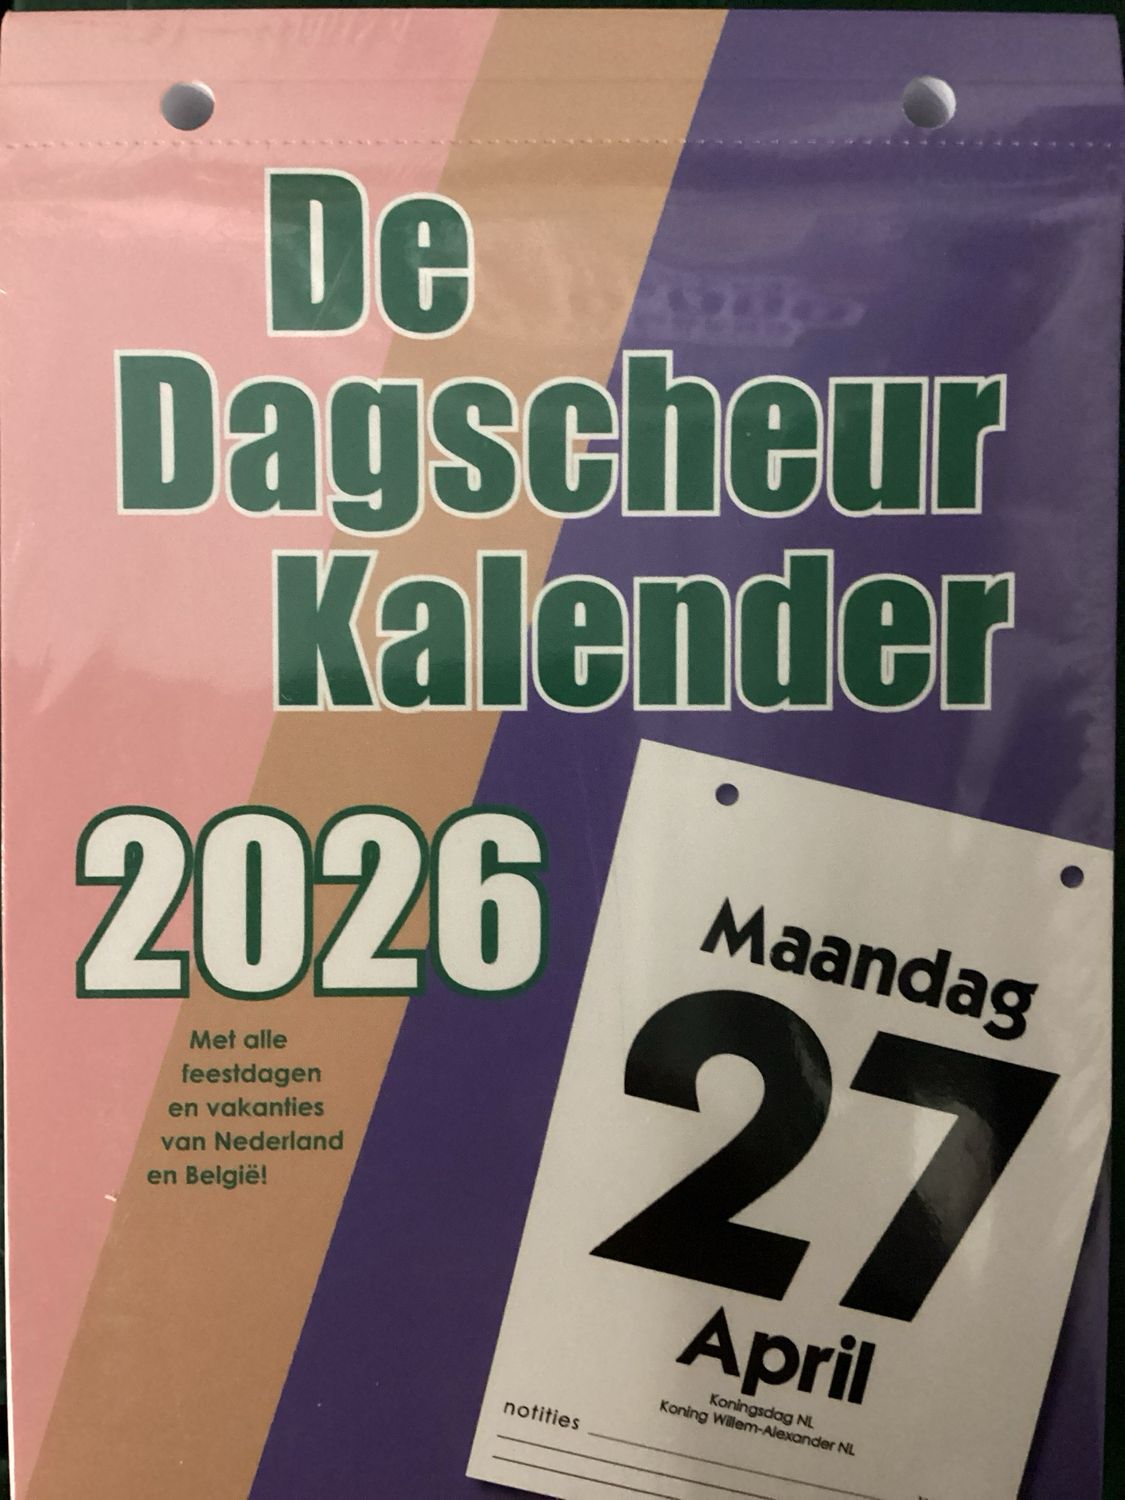 De
Dagscheur
Kalender
2026
Met alle
feestdagen
en vakanties
van Nederland
en België!
Maandag
27
April
Koningsdag NL
Koning Willem-Alexander NL
notities